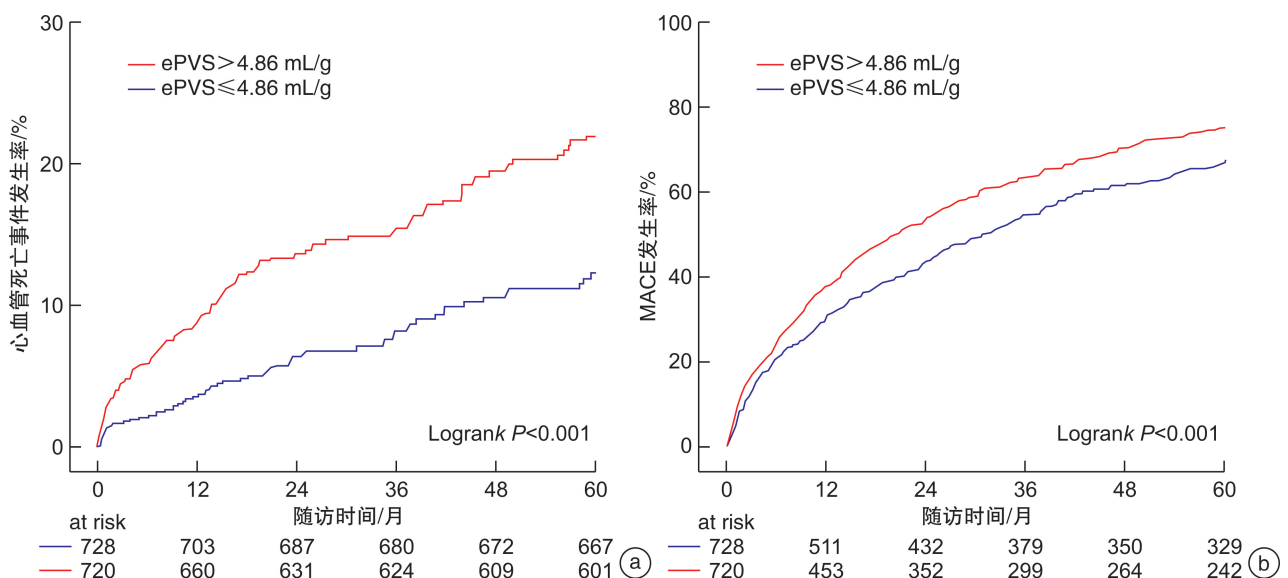 30
20
10
0
心血管死亡事件发生率/%
ePVS>4.86 mL/g
ePVS≤4.86 mL/g
Logrank P<0.001
0 12 24 36 48 60
随访时间/月
at risk
728 703 687 680 672 667
720 660 631 624 609 601
a
100
80
60
40
20
0
MACE发生率/%
ePVS>4.86 mL/g
ePVS≤4.86 mL/g
Logrank P<0.001
0 12 24 36 48 60
随访时间/月
at risk
728 511 432 379 350 329
720 453 352 299 264 242
b